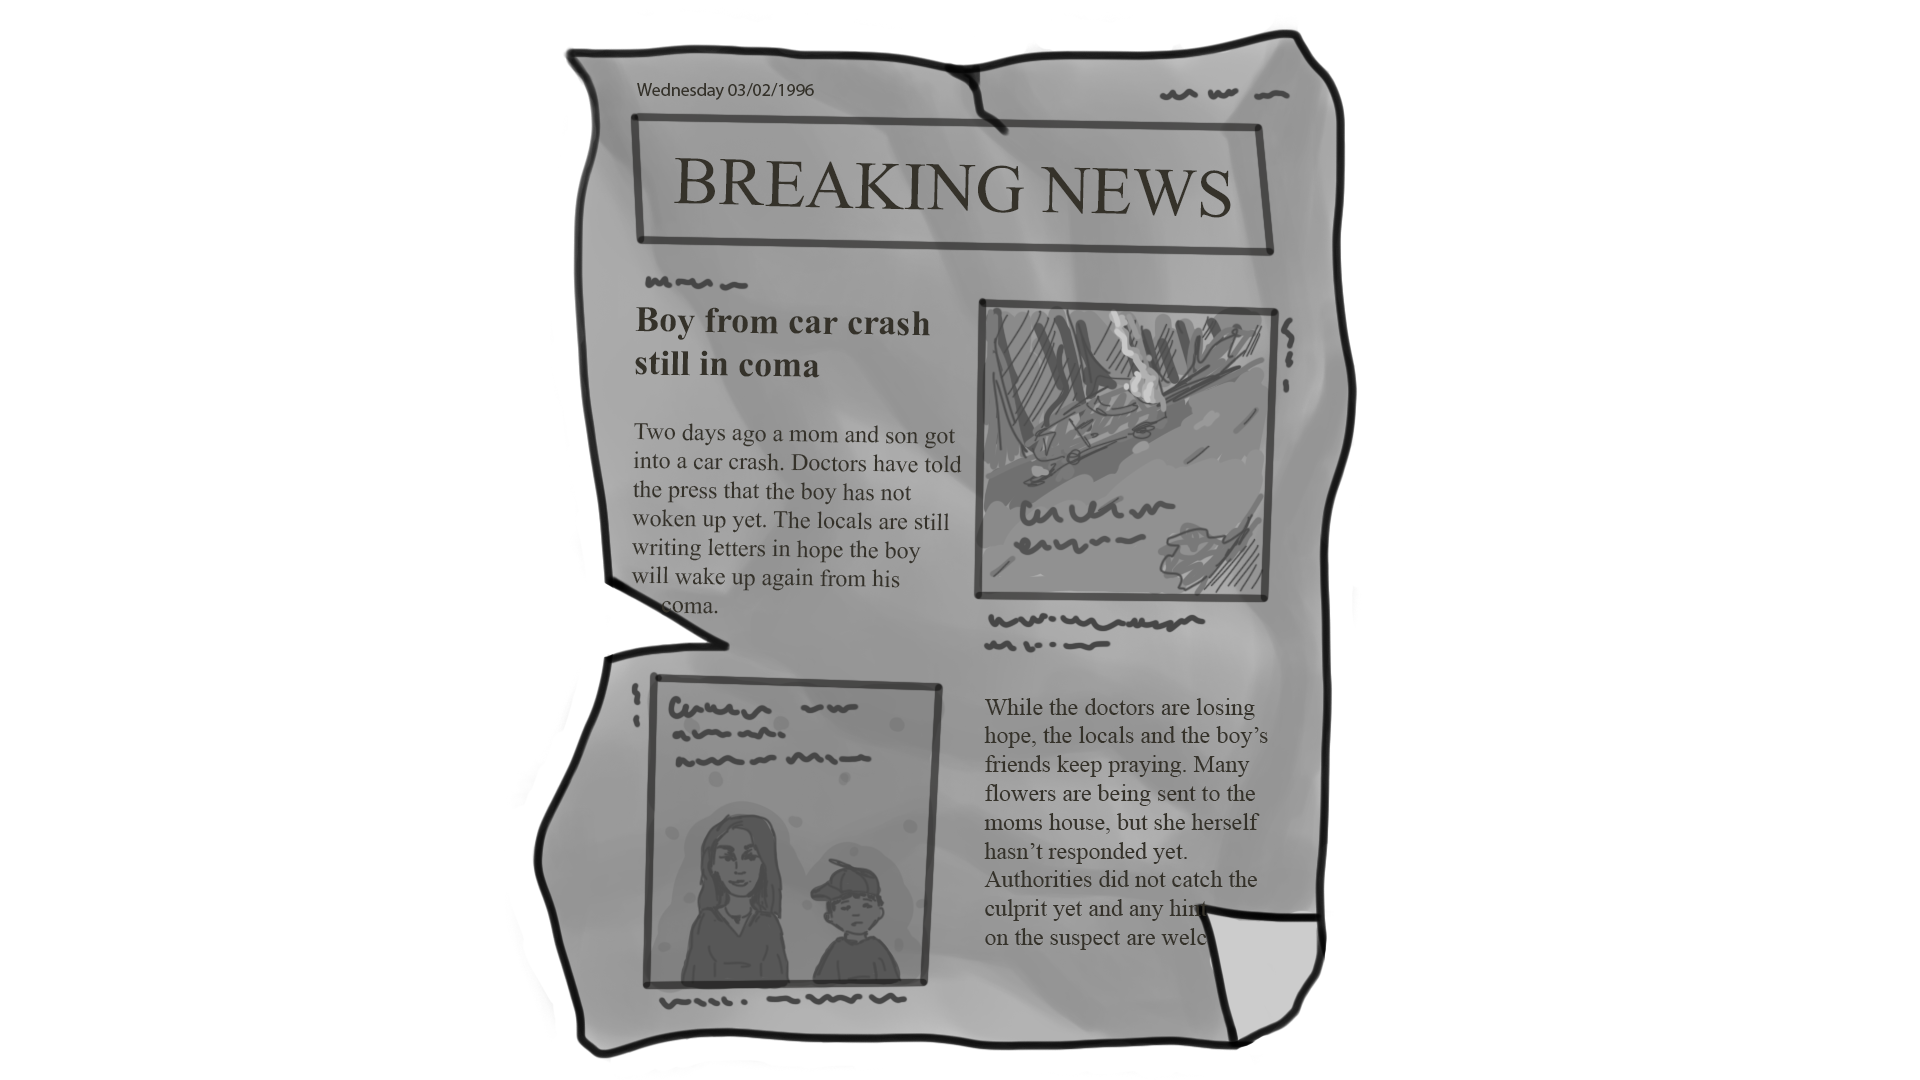 Wednesday 03/02/1996
BREAKING NEWS
Boy from car crash
still in coma
Two days ago a mom and son got
into a car crash. Doctors have told
the press that the boy has not
woken up yet. The locals are still
writing letters in hope the boy
will wake up again from his
coma.
While the doctors are losing
hope, the locals and the boy’s
friends keep praying. Many
flowers are being sent to the
moms house, but she herself
hasn’t responded yet.
Authorities did not catch the
culprit yet and any hint
on the suspect are welc